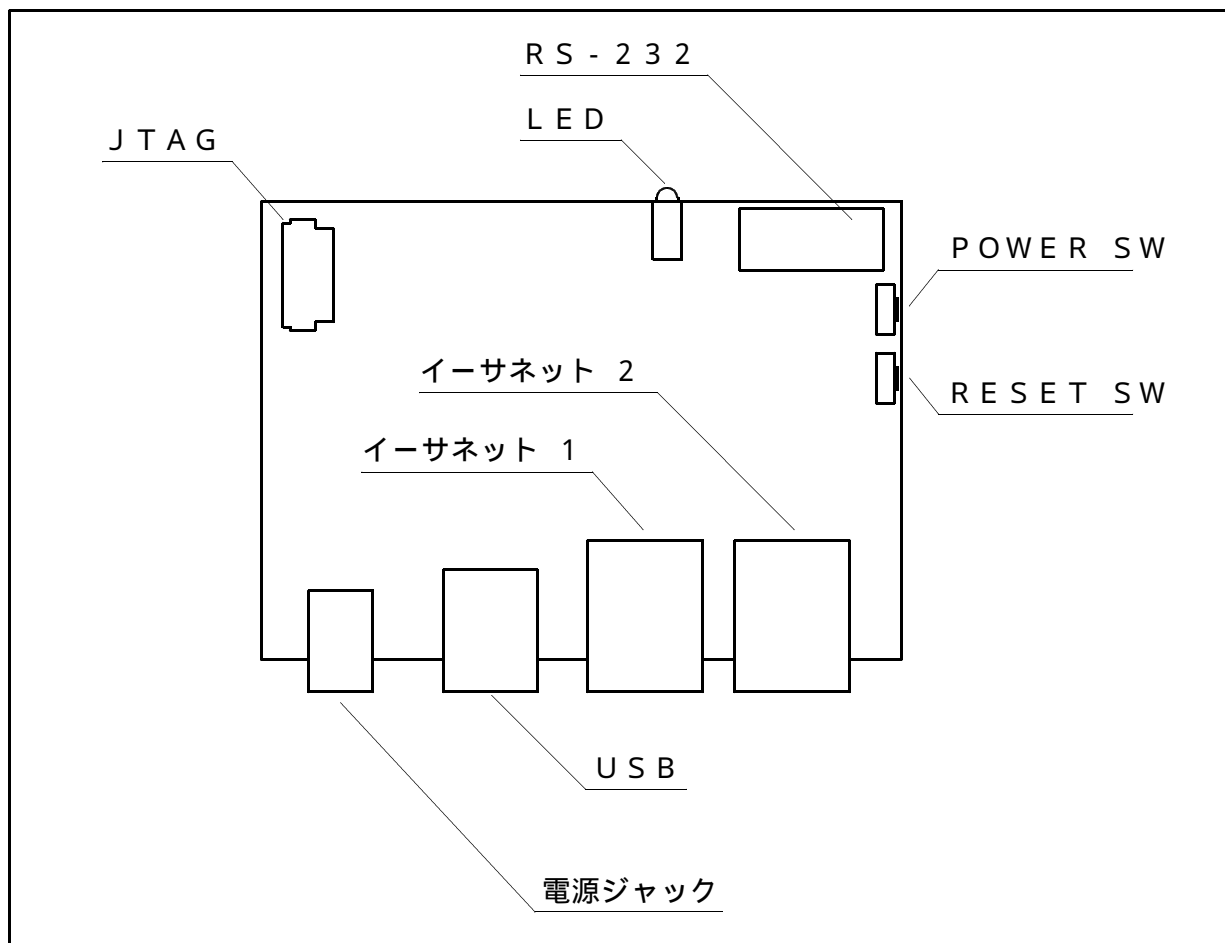 RS-232
LED
JTAG
POWER SW
イーサネット 2
RESET SW
イーサネット 1
USB
電源ジャック